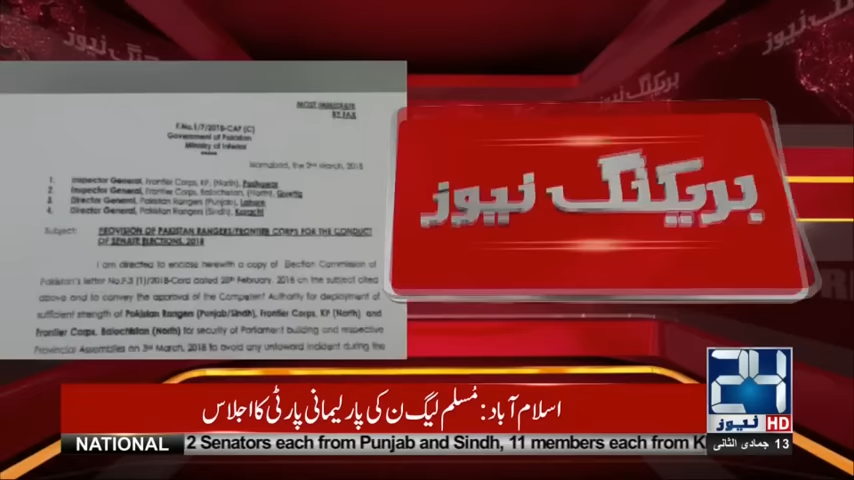 MOST IMMEDIATE
BY FAX
F.No.1/7/2018-CAF (C)
Government of Pakistan
Ministry of Interior
Islamabad, the 2nd March, 2018
1. Inspector General, Frontier Corps, KP, (North), Peshawar
2. Inspector General, Frontier Corps, Balochistan, (North), Quetta
3. Director General, Pakistan Rangers (Punjab), Lahore
4. Director General, Pakistan Rangers (Sindh), Karachi
Subject: PROVISION OF PAKISTAN RANGERS/FRONTIER CORPS FOR THE CONDUCT
OF SENATE ELECTIONS, 2018
I am directed to enclose herewith a copy of Election Commission of
Pakistan's letter No.F.3 (1)/2018-Cord dated 28th February, 2018 on the subject cited
above and to convey the approval of the Competent Authority for deployment of
sufficient strength of Pakistan Rangers (Punjab/Sindh), Frontier Corps, KP (North) and
Frontier Corps, Balochistan (North) for security of Parliament building and respective
Provincial Assemblies on 3rd March, 2018 to avoid any untoward incident during the
بریکنگ نیوز
اسلام آباد: مُسلم لیگ ن کی پارلیمانی پارٹی کا اجلاس
24
نیوز HD
NATIONAL 2 Senators each from Punjab and Sindh, 11 members each from K
13 جمادی الثانی